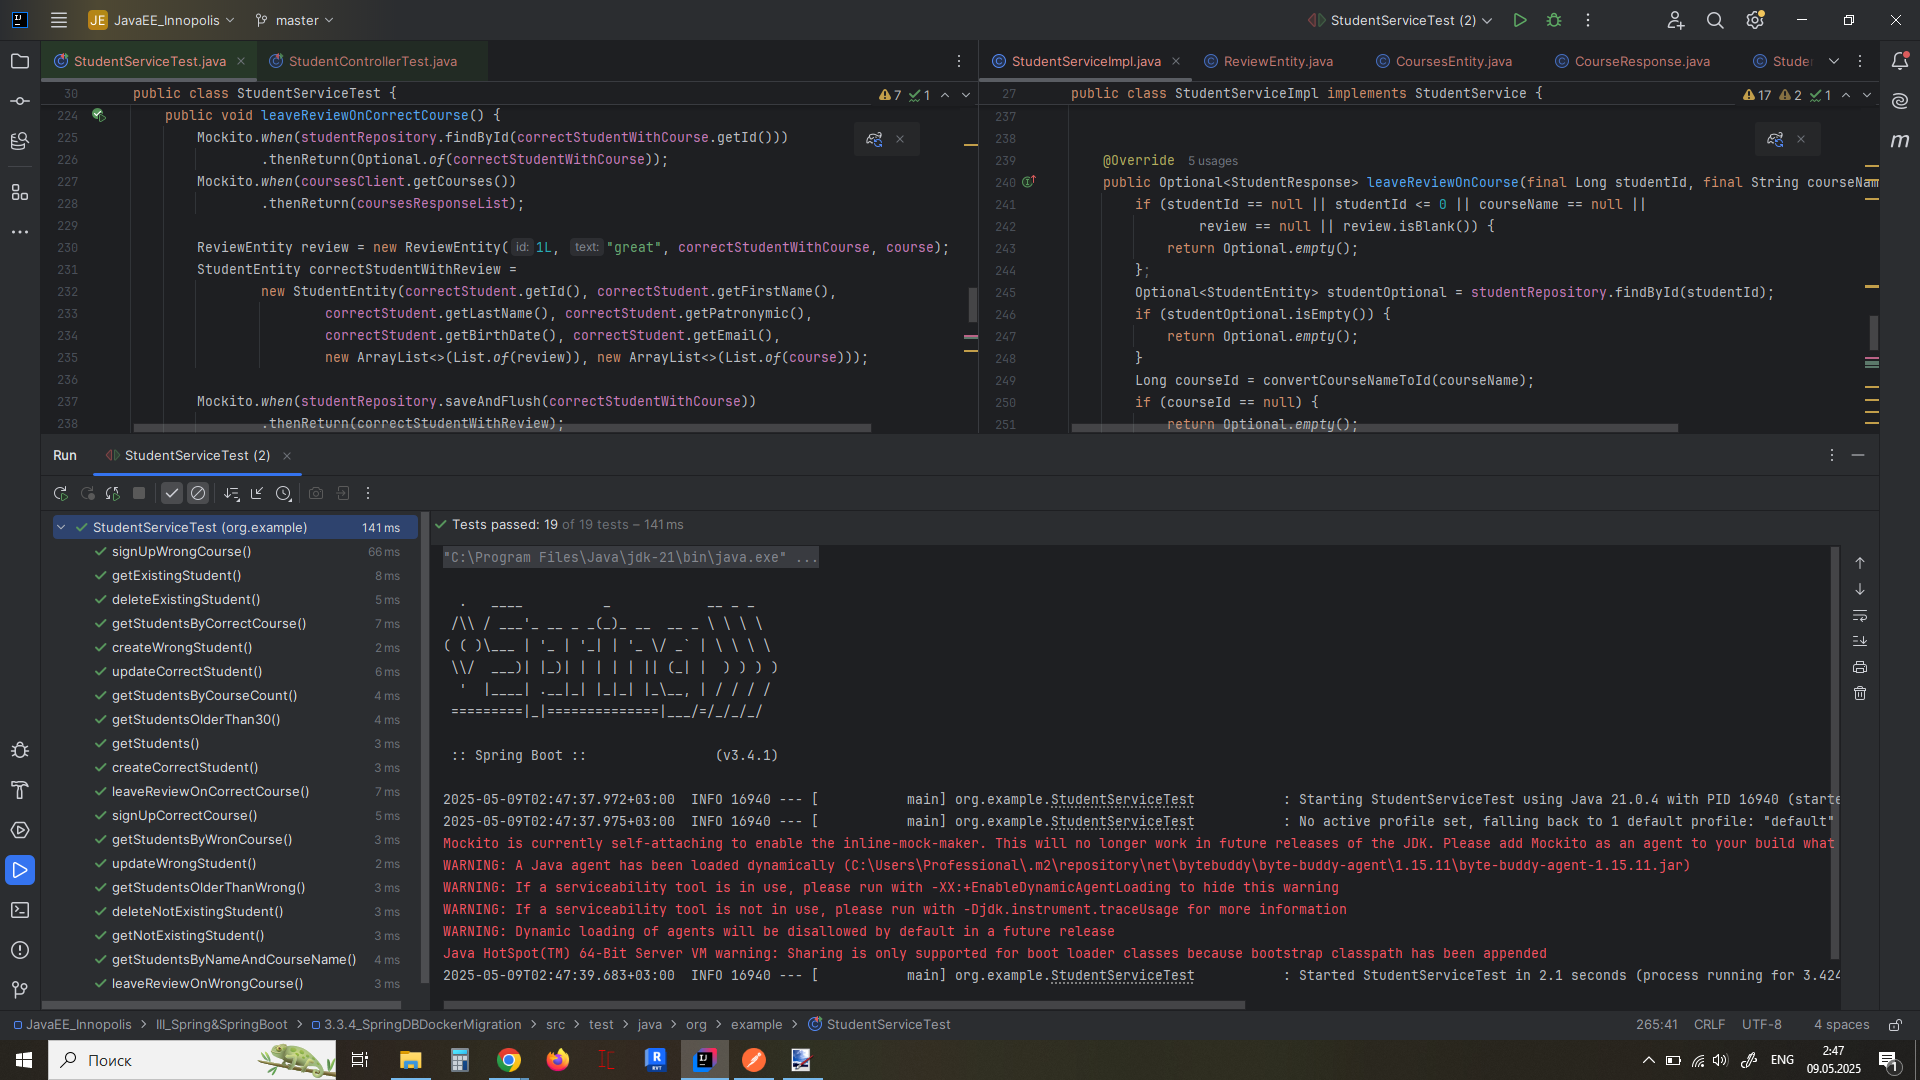 JE JavaEE_Innopolis master StudentServiceTest (2)
StudentServiceTest.java StudentControllerTest.java
StudentServiceImpl.java ReviewEntity.java CoursesEntity.java CourseResponse.java Studer
30 public class StudentServiceTest { 7 1
224 public void leaveReviewOnCorrectCourse() {
225 Mockito.when(studentRepository.findById(correctStudentWithCourse.getId()))
226 .thenReturn(Optional.of(correctStudentWithCourse));
227 Mockito.when(coursesClient.getCourses())
228 .thenReturn(coursesResponseList);
229
230 ReviewEntity review = new ReviewEntity( id: 1L, text: "great", correctStudentWithCourse, course);
231 StudentEntity correctStudentWithReview =
232 new StudentEntity(correctStudent.getId(), correctStudent.getFirstName(),
233 correctStudent.getLastName(), correctStudent.getPatronymic(),
234 correctStudent.getBirthDate(), correctStudent.getEmail(),
235 new ArrayList<>(List.of(review)), new ArrayList<>(List.of(course)));
236
237 Mockito.when(studentRepository.saveAndFlush(correctStudentWithCourse))
238 .thenReturn(correctStudentWithReview);
27 public class StudentServiceImpl implements StudentService { 17 2 1
237
238
239 @Override 5 usages
240 public Optional<StudentResponse> leaveReviewOnCourse(final Long studentId, final String courseNam
241 if (studentId == null || studentId <= 0 || courseName == null ||
242 review == null || review.isBlank()) {
243 return Optional.empty();
244 };
245 Optional<StudentEntity> studentOptional = studentRepository.findById(studentId);
246 if (studentOptional.isEmpty()) {
247 return Optional.empty();
248 }
249 Long courseId = convertCourseNameToId(courseName);
250 if (courseId == null) {
251 return Optional.empty();
Run StudentServiceTest (2)
StudentServiceTest (org.example) 141 ms
signUpWrongCourse() 66 ms
getExistingStudent() 8 ms
deleteExistingStudent() 5 ms
getStudentsByCorrectCourse() 7 ms
createWrongStudent() 2 ms
updateCorrectStudent() 6 ms
getStudentsByCourseCount() 4 ms
getStudentsOlderThan30() 4 ms
getStudents() 3 ms
createCorrectStudent() 3 ms
leaveReviewOnCorrectCourse() 7 ms
signUpCorrectCourse() 5 ms
getStudentsByWronCourse() 3 ms
updateWrongStudent() 2 ms
getStudentsOlderThanWrong() 3 ms
deleteNotExistingStudent() 3 ms
getNotExistingStudent() 3 ms
getStudentsByNameAndCourseName() 4 ms
leaveReviewOnWrongCourse() 3 ms
Tests passed: 19 of 19 tests – 141 ms
"C:\Program Files\Java\jdk-21\bin\java.exe" ...
  .   ____          _            __ _ _
 /\\ / ___'_ __ _ _(_)_ __  __ _ \ \ \ \
( ( )\___ | '_ | '_| | '_ \/ _` | \ \ \ \
 \\/  ___)| |_)| | | | | || (_| |  ) ) ) )
  '  |____| .__|_| |_|_| |_\__, | / / / /
 =========|_|==============|___/=/_/_/_/
:: Spring Boot :: (v3.4.1)
2025-05-09T02:47:37.972+03:00 INFO 16940 --- [ main] org.example.StudentServiceTest : Starting StudentServiceTest using Java 21.0.4 with PID 16940 (starte
2025-05-09T02:47:37.975+03:00 INFO 16940 --- [ main] org.example.StudentServiceTest : No active profile set, falling back to 1 default profile: "default"
Mockito is currently self-attaching to enable the inline-mock-maker. This will no longer work in future releases of the JDK. Please add Mockito as an agent to your build what
WARNING: A Java agent has been loaded dynamically (C:\Users\Professional\.m2\repository\net\bytebuddy\byte-buddy-agent\1.15.11\byte-buddy-agent-1.15.11.jar)
WARNING: If a serviceability tool is in use, please run with -XX:+EnableDynamicAgentLoading to hide this warning
WARNING: If a serviceability tool is not in use, please run with -Djdk.instrument.traceUsage for more information
WARNING: Dynamic loading of agents will be disallowed by default in a future release
Java HotSpot(TM) 64-Bit Server VM warning: Sharing is only supported for boot loader classes because bootstrap classpath has been appended
2025-05-09T02:47:39.683+03:00 INFO 16940 --- [ main] org.example.StudentServiceTest : Started StudentServiceTest in 2.1 seconds (process running for 3.424
JavaEE_Innopolis > III_Spring&SpringBoot > 3.3.4_SpringDBDockerMigration > src > test > java > org > example > StudentServiceTest 265:41 CRLF UTF-8 4 spaces
Поиск ENG 2:47
09.05.2025 1